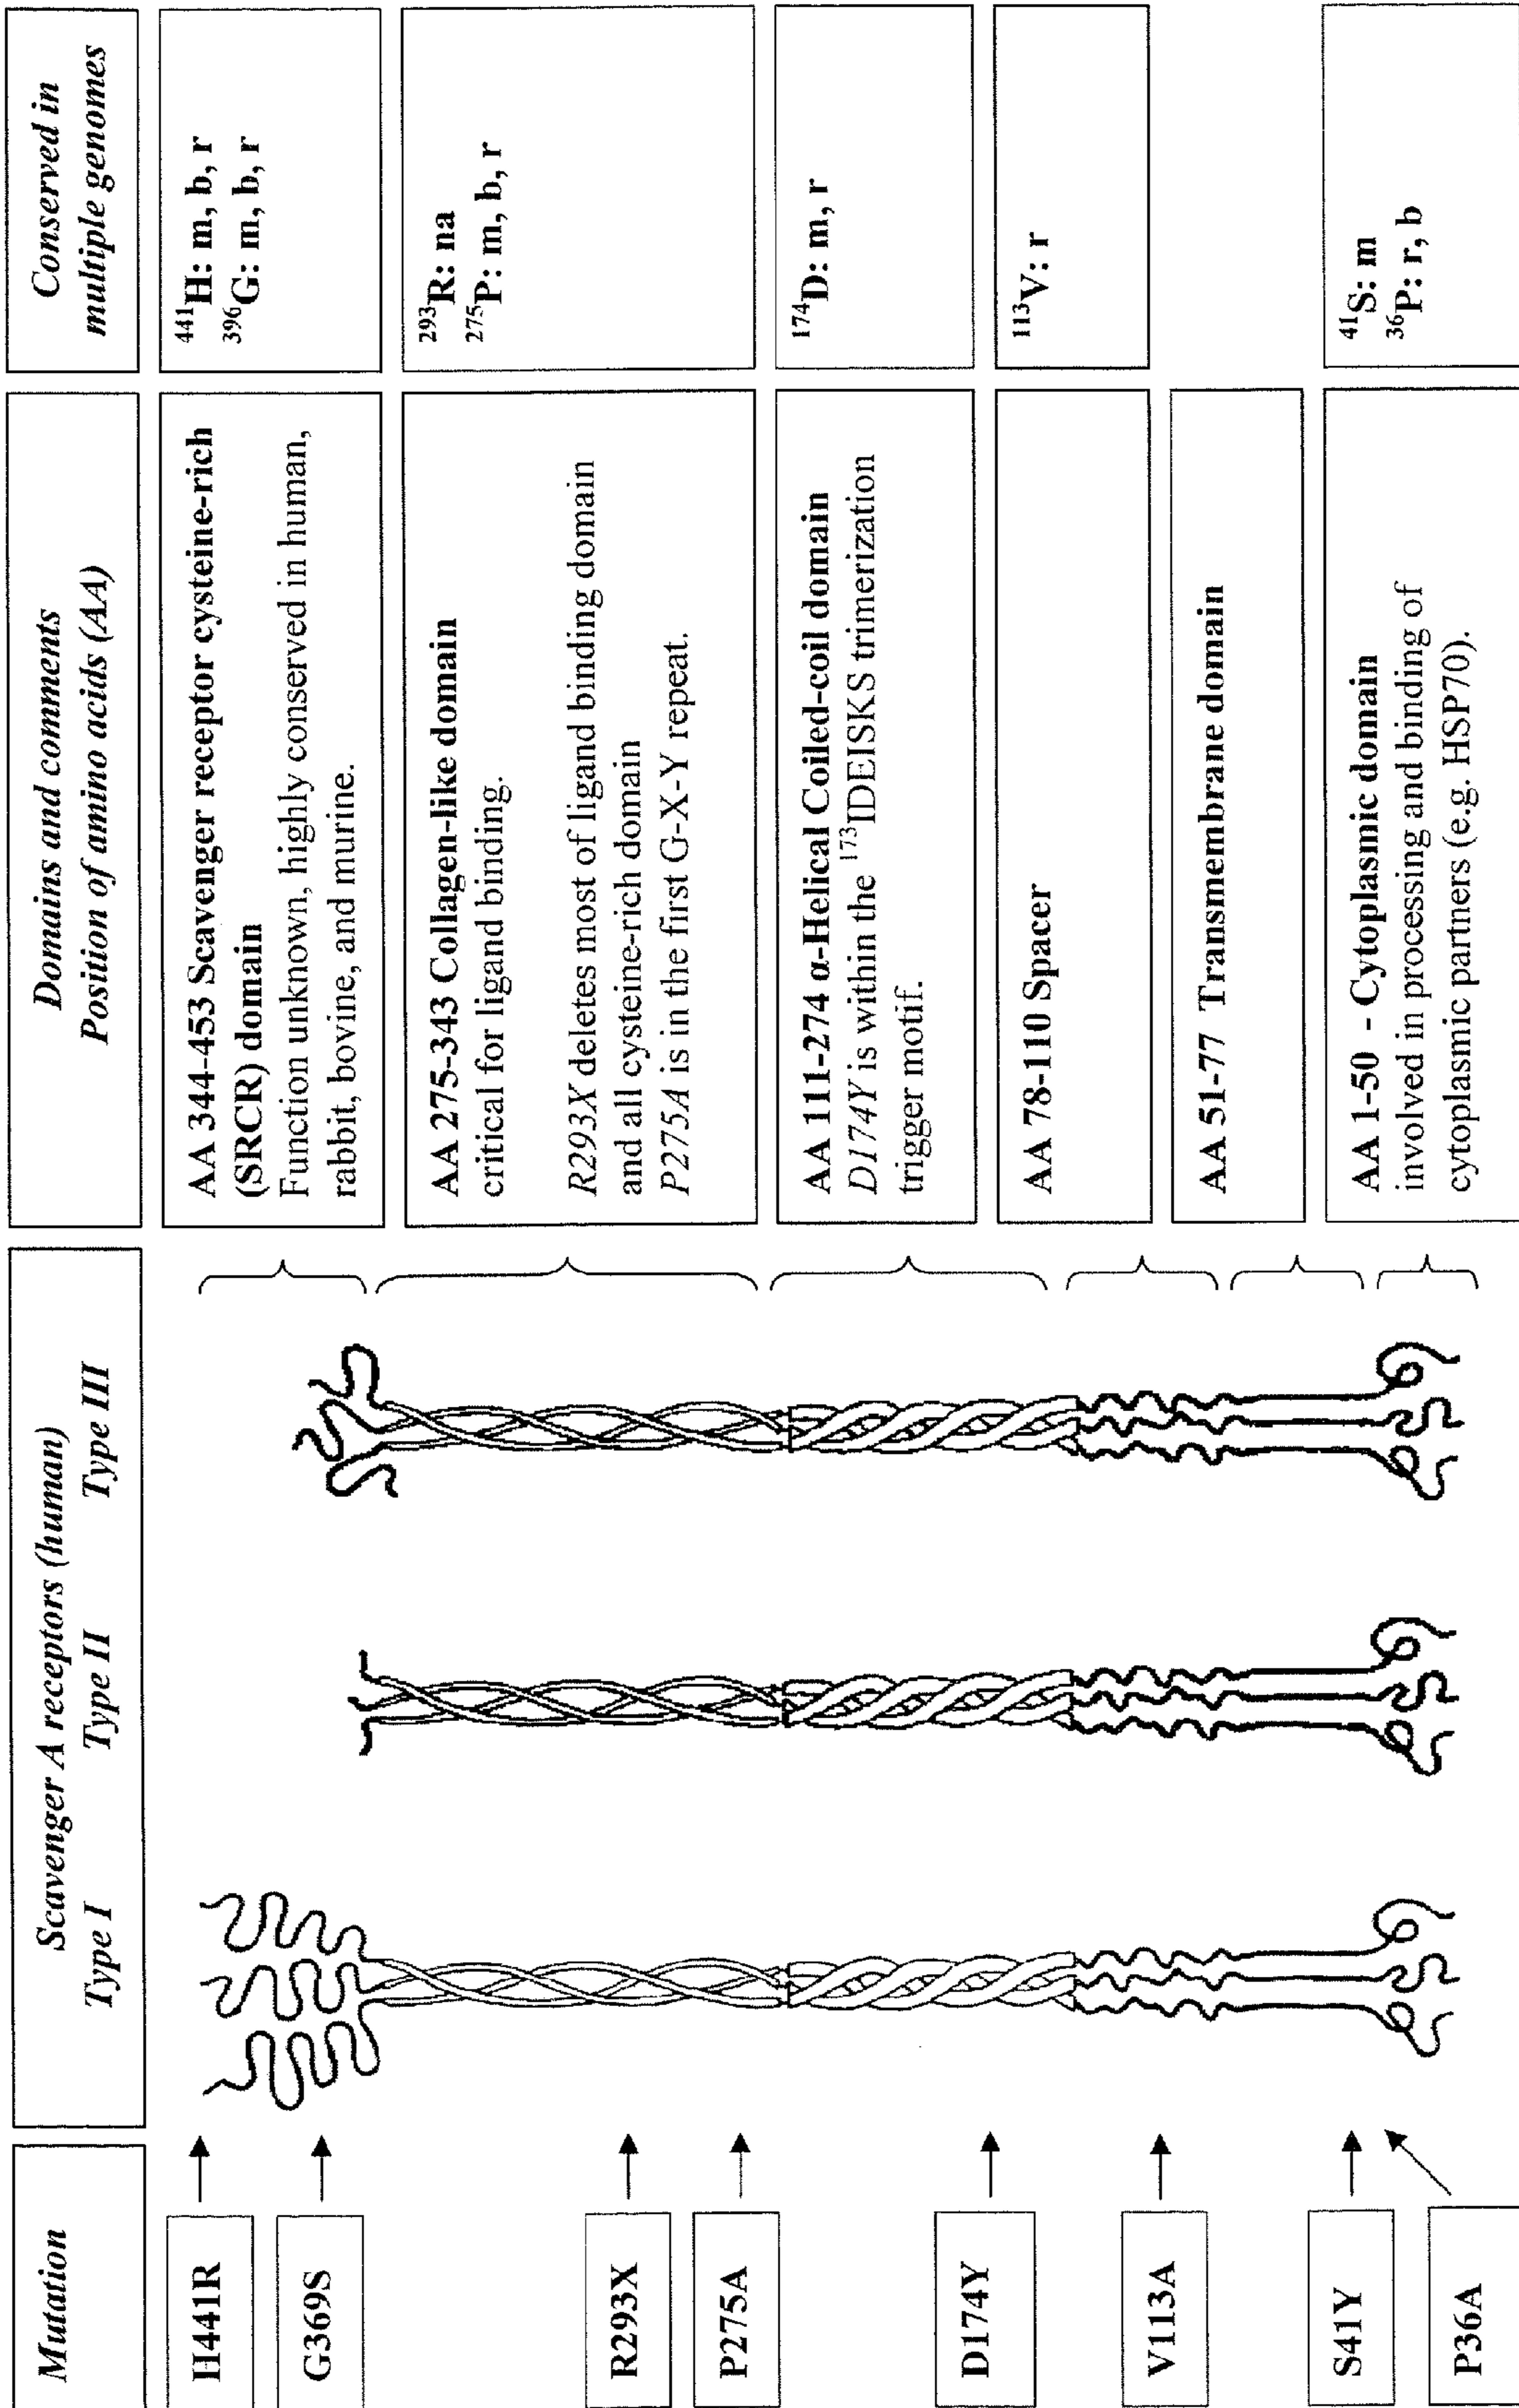 Mutation
H441R
G369S
R293X
P275A
D174Y
V113A
S41Y
P36A
Scavenger A receptors (human)
Type I Type II Type III
Domains and comments
Position of amino acids (AA)
AA 344-453 Scavenger receptor cysteine-rich
(SRCR) domain
Function unknown, highly conserved in human,
rabbit, bovine, and murine.
AA 275-343 Collagen-like domain
critical for ligand binding.
R293X deletes most of ligand binding domain
and all cysteine-rich domain
P275A is in the first G-X-Y repeat.
AA 111-274 α-Helical Coiled-coil domain
D174Y is within the ¹⁷³IDEISKS trimerization
trigger motif.
AA 78-110 Spacer
AA 51-77 Transmembrane domain
AA 1-50 - Cytoplasmic domain
involved in processing and binding of
cytoplasmic partners (e.g. HSP70).
Conserved in
multiple genomes
⁴⁴¹H: m, b, r
³⁹⁶G: m, b, r
²⁹³R: na
²⁷⁵P: m, b, r
¹⁷⁴D: m, r
¹¹³V: r
⁴¹S: m
³⁶P: r, b